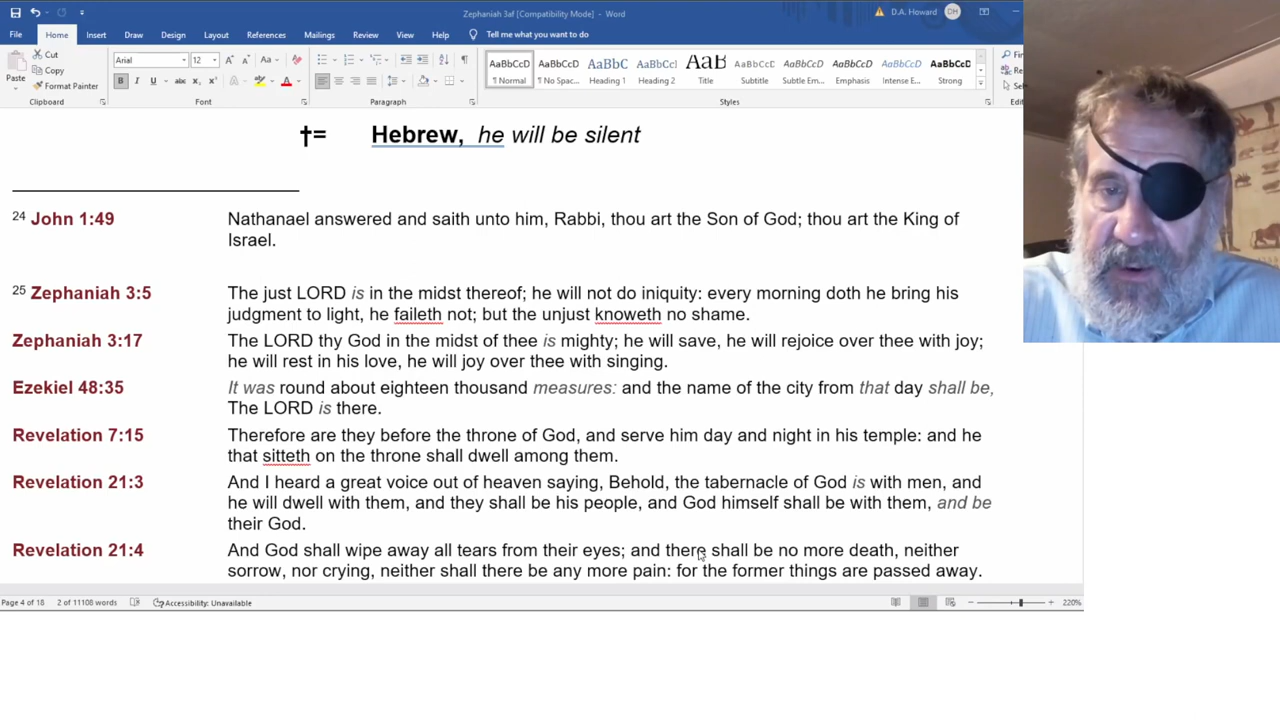 Zephaniah 3af [Compatibility Mode] - Word
D.A. Howard
DH
File Home Insert Draw Design Layout References Mailings Review View Help Tell me what you want to do
Cut
Copy
Format Painter
Paste
Arial 12
Clipboard Font Paragraph Styles
AaBbCcD AaBbCcD AaBbC AaBbCc AaB AaBbCcD AaBbCcD AaBbCcD AaBbCcD AaBbCcD
¶ Normal ¶ No Spac... Heading 1 Heading 2 Title Subtitle Subtle Em... Emphasis Intense E... Strong
†= Hebrew, he will be silent
24 John 1:49 Nathanael answered and saith unto him, Rabbi, thou art the Son of God; thou art the King of
Israel.
25 Zephaniah 3:5 The just LORD is in the midst thereof; he will not do iniquity: every morning doth he bring his
judgment to light, he faileth not; but the unjust knoweth no shame.
Zephaniah 3:17 The LORD thy God in the midst of thee is mighty; he will save, he will rejoice over thee with joy;
he will rest in his love, he will joy over thee with singing.
Ezekiel 48:35 It was round about eighteen thousand measures: and the name of the city from that day shall be,
The LORD is there.
Revelation 7:15 Therefore are they before the throne of God, and serve him day and night in his temple: and he
that sitteth on the throne shall dwell among them.
Revelation 21:3 And I heard a great voice out of heaven saying, Behold, the tabernacle of God is with men, and
he will dwell with them, and they shall be his people, and God himself shall be with them, and be
their God.
Revelation 21:4 And God shall wipe away all tears from their eyes; and there shall be no more death, neither
sorrow, nor crying, neither shall there be any more pain: for the former things are passed away.
Page 4 of 18 2 of 11108 words Accessibility: Unavailable 220%